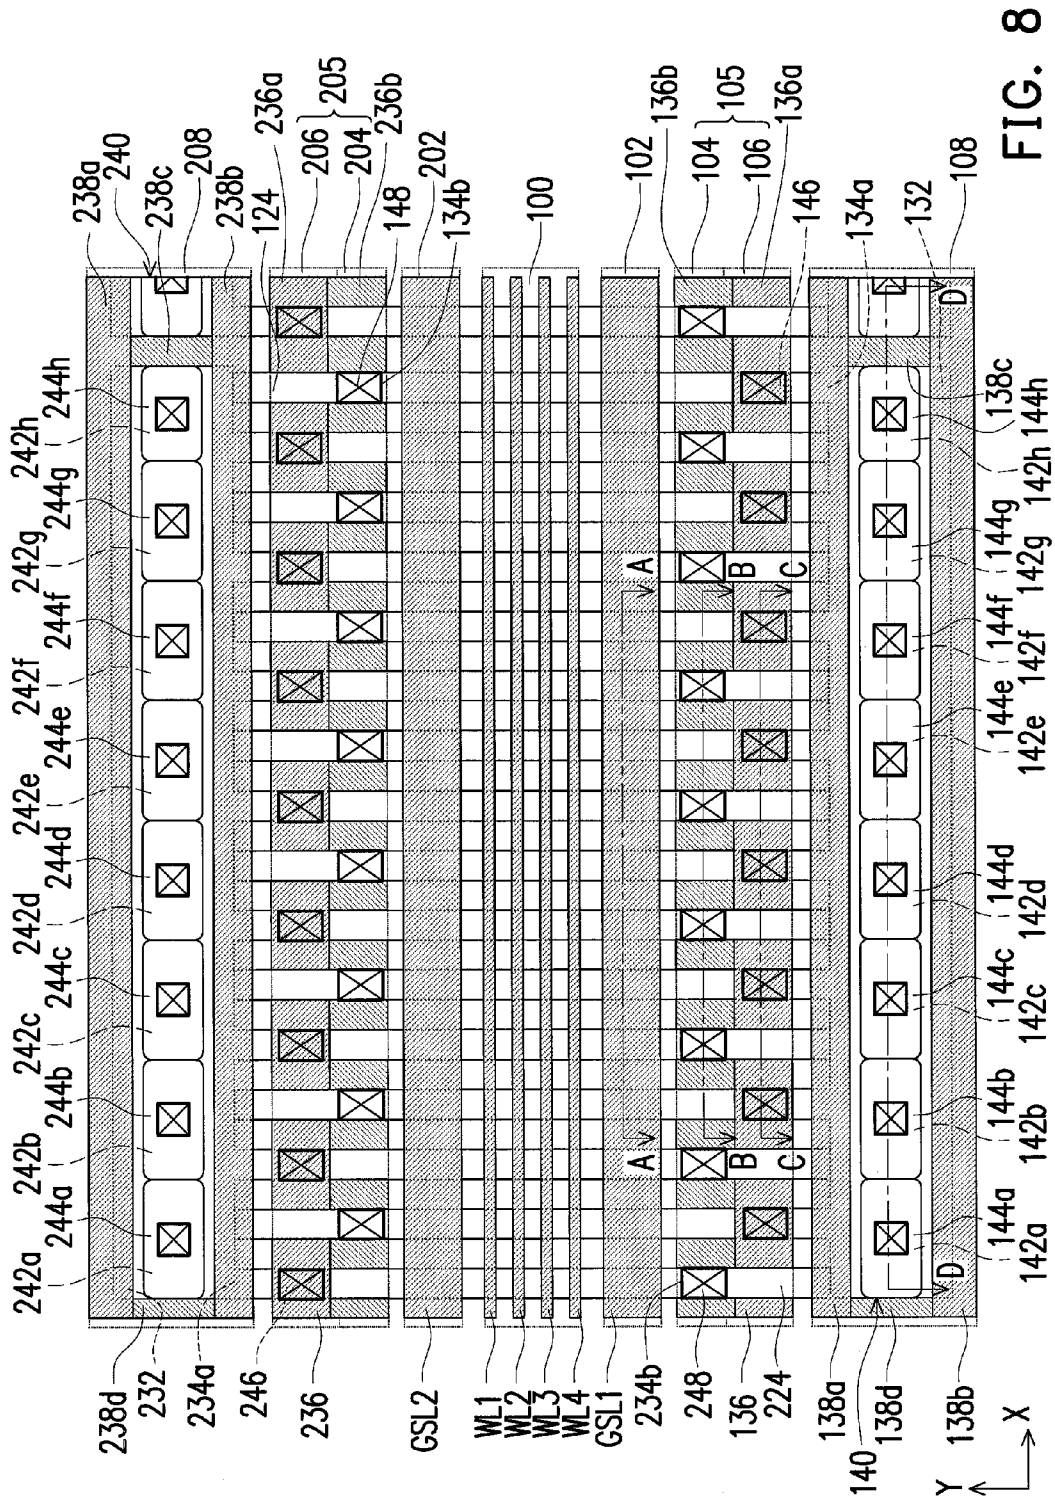 FIG. 8
238a
240
238c
208
238b
124
236a
206
205
204
236b
148
134b
202
100
102
136b
104
105
106
136a
146
134a
132
108
242h
244h
242g
244g
242f
244f
242e
244e
242d
244d
242c
244c
242b
244b
242a
244a
A
A
B
B
C
C
D
D
138c
144h
142h
144g
142g
144f
142f
144e
142e
144d
142d
144c
142c
144b
142b
144a
142a
238d
232
234a
246
236
GSL2
WL1
WL2
WL3
WL4
GSL1
234b
248
136
224
138a
140
138d
138b
Y
X